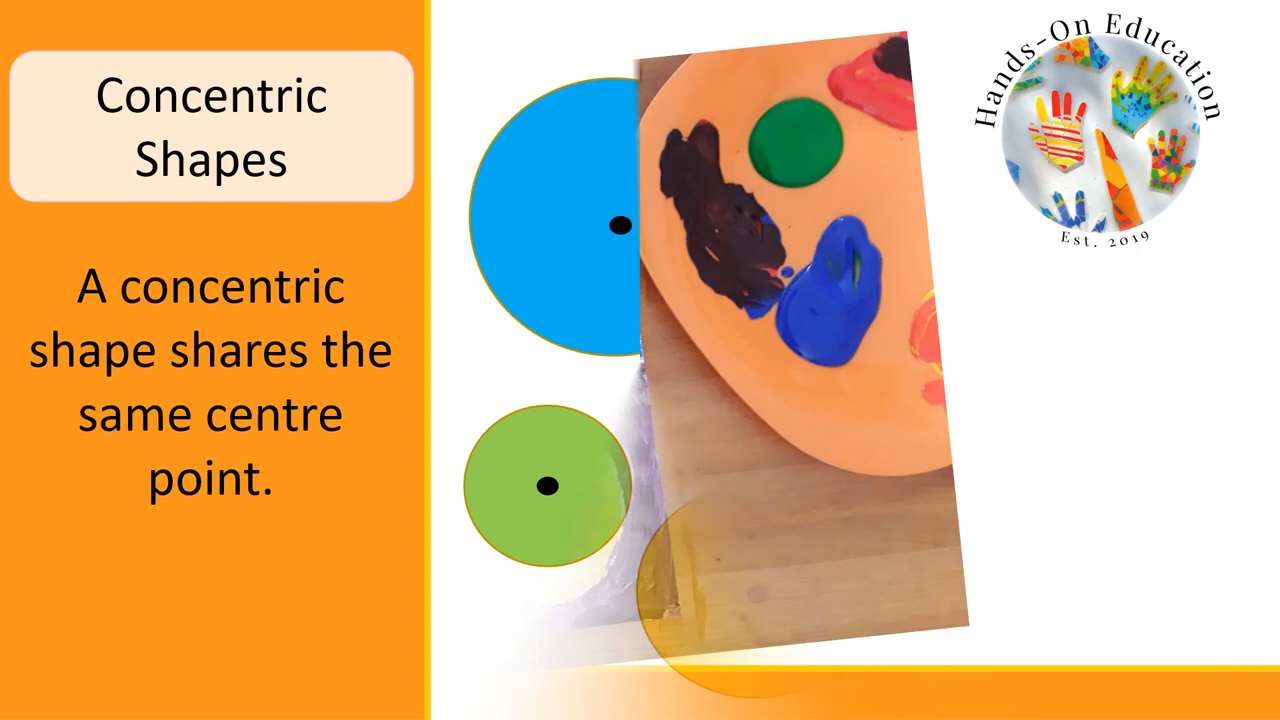 Concentric
Shapes
A concentric
shape shares the
same centre
point.
Hands-On Education
Est. 2019